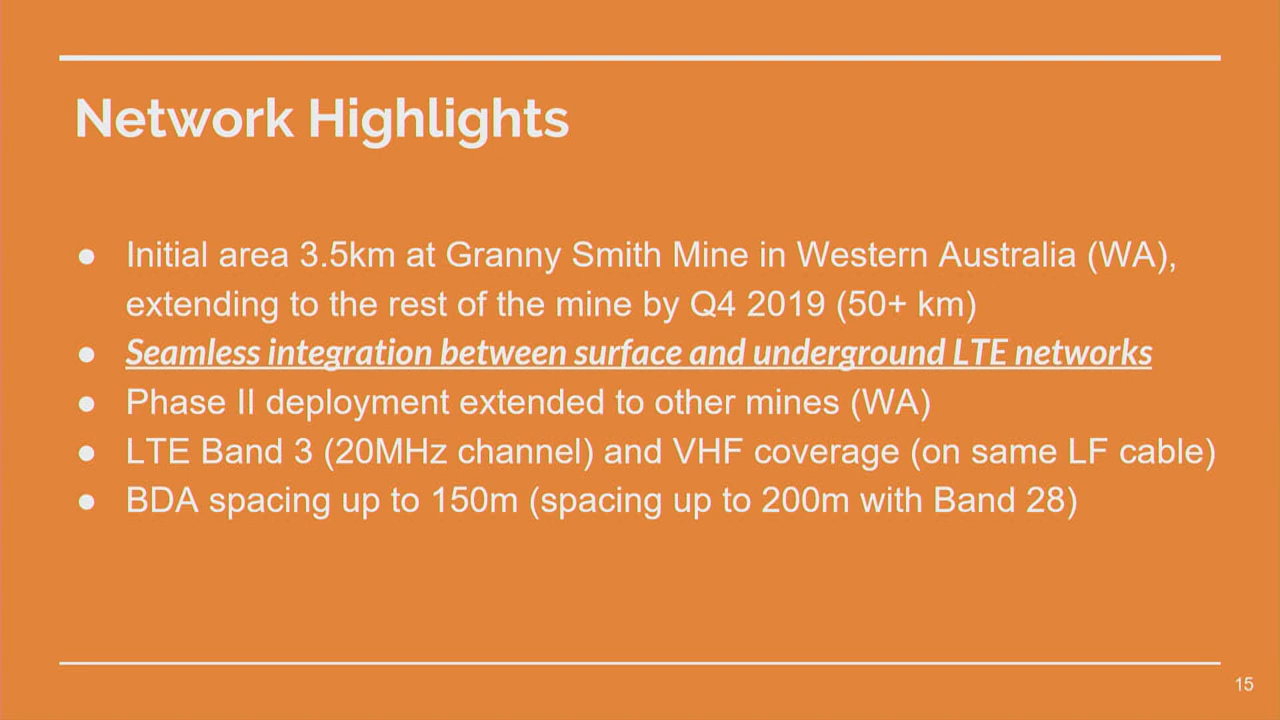 Network Highlights
● Initial area 3.5km at Granny Smith Mine in Western Australia (WA),
extending to the rest of the mine by Q4 2019 (50+ km)
● Seamless integration between surface and underground LTE networks
● Phase II deployment extended to other mines (WA)
● LTE Band 3 (20MHz channel) and VHF coverage (on same LF cable)
● BDA spacing up to 150m (spacing up to 200m with Band 28)
15